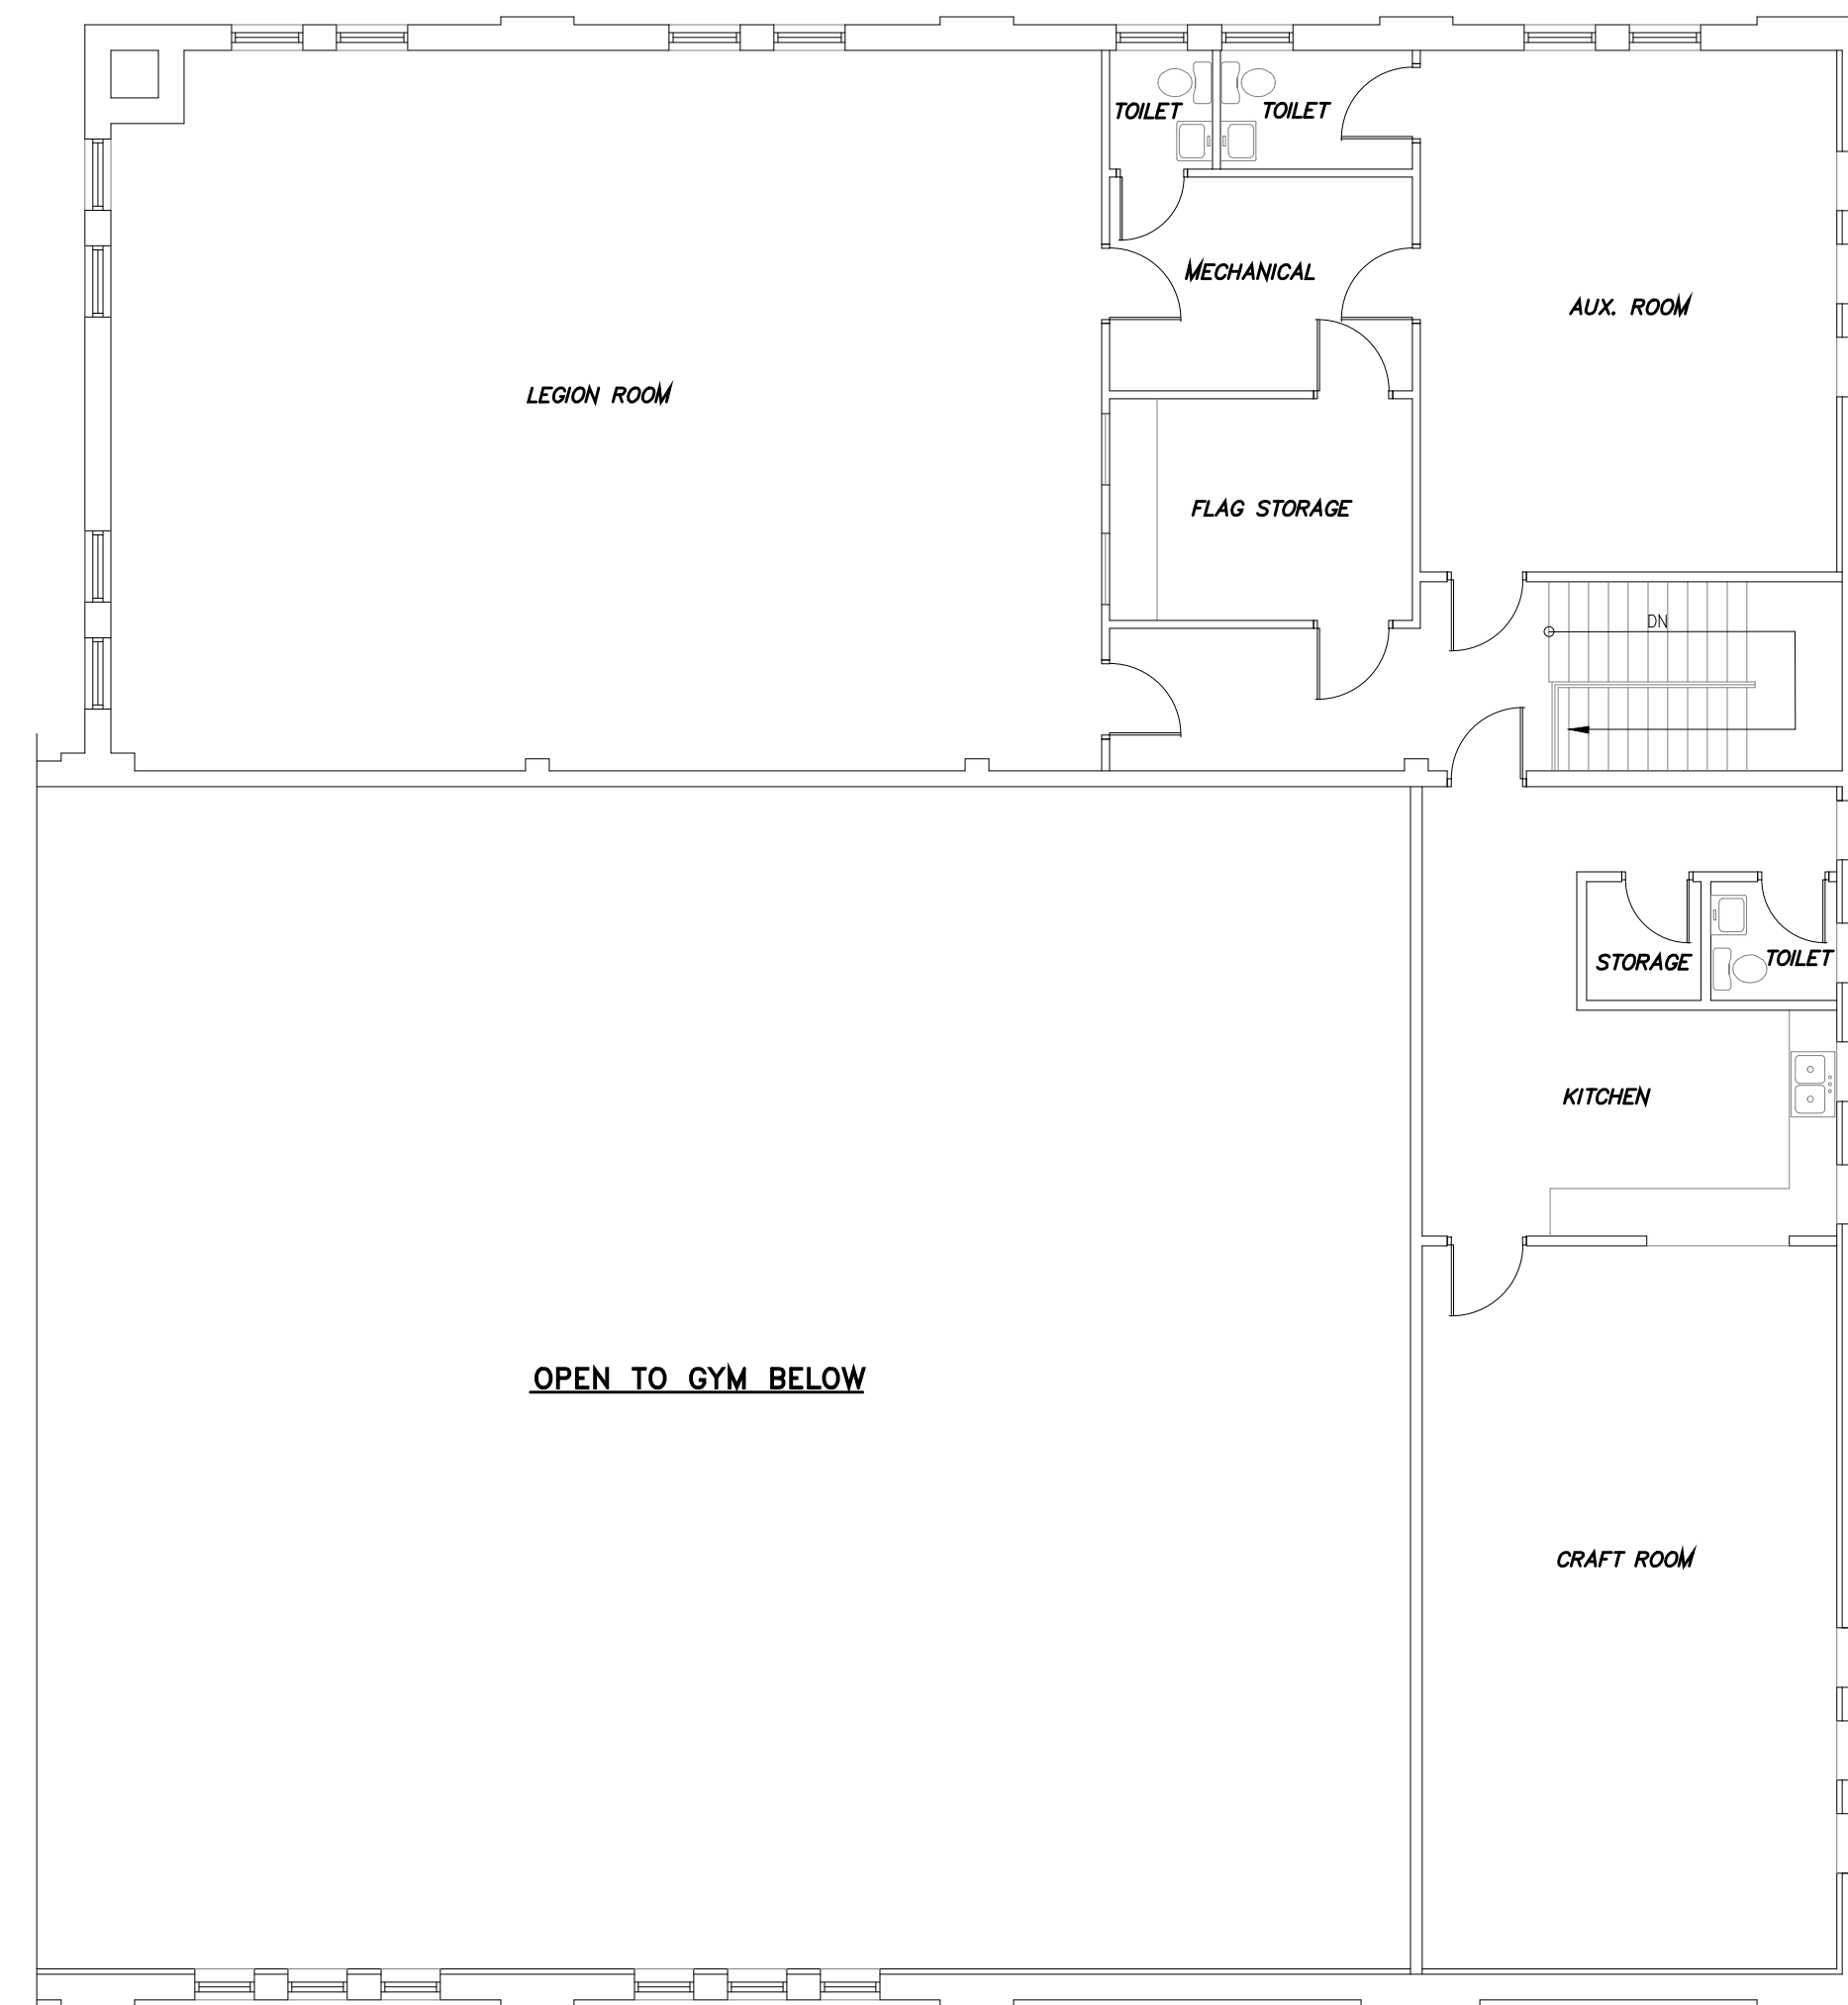 TOILET
TOILET
MECHANICAL
AUX. ROOM
LEGION ROOM
FLAG STORAGE
DN
STORAGE
TOILET
KITCHEN
OPEN TO GYM BELOW
CRAFT ROOM